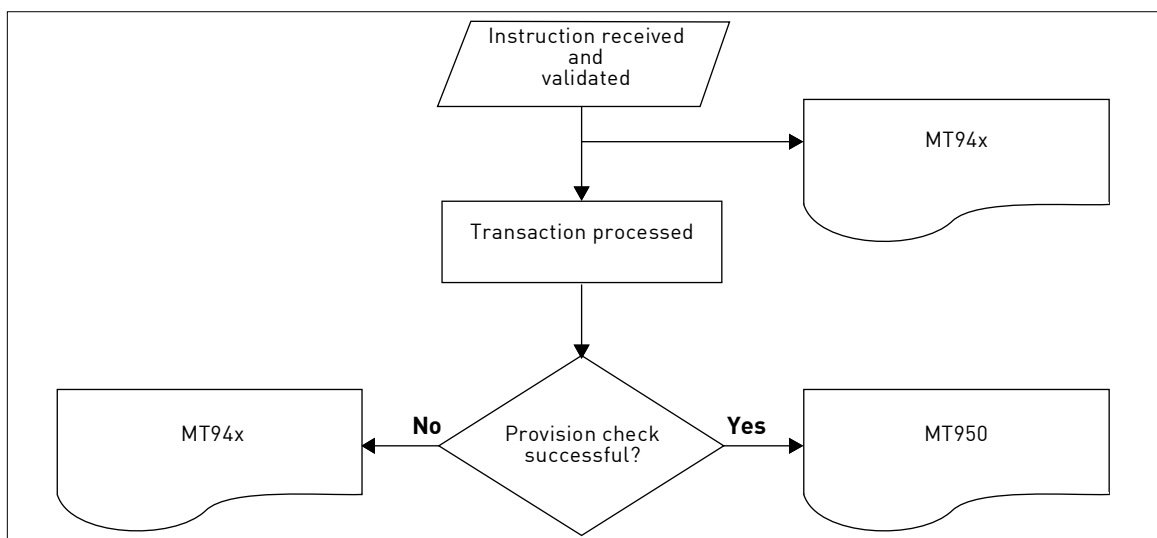 Instruction received
and
validated
MT94x
Transaction processed
No
Yes
MT94x
Provision check
successful?
MT950